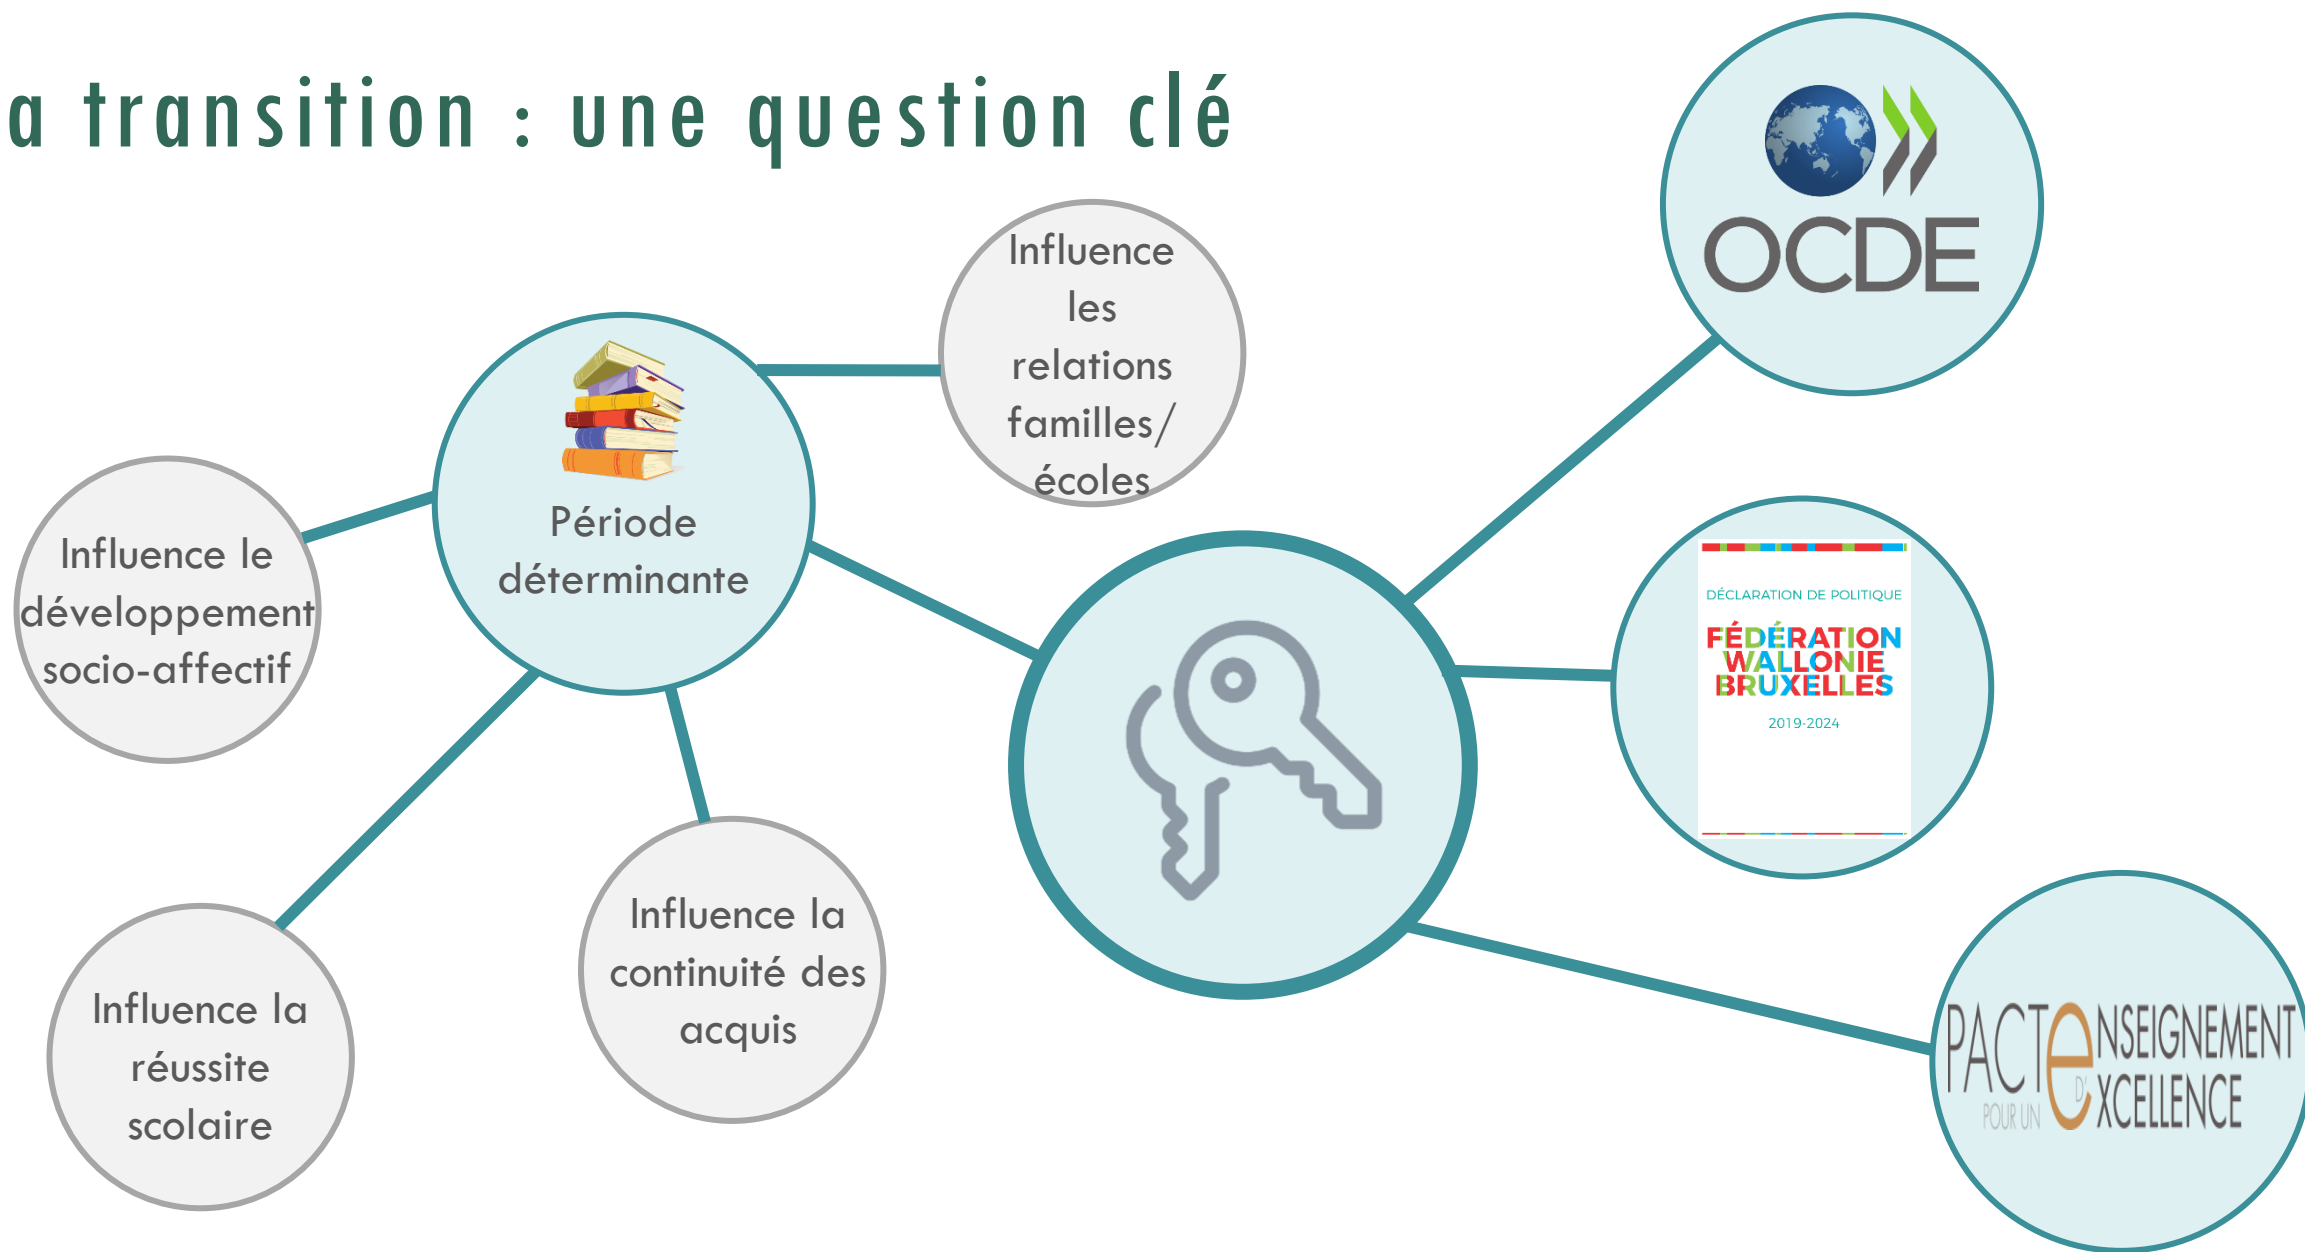 a transition : une question clé
OCDE
Influence
les
relations
familles/
écoles
Période
déterminante
Influence le
développement
socio-affectif
DÉCLARATION DE POLITIQUE
FÉDÉRATION
WALLONIE
BRUXELLES
2019-2024
Influence la
continuité des
acquis
Influence la
réussite
scolaire
PACTE NSEIGNEMENT
POUR UN D'XCELLENCE